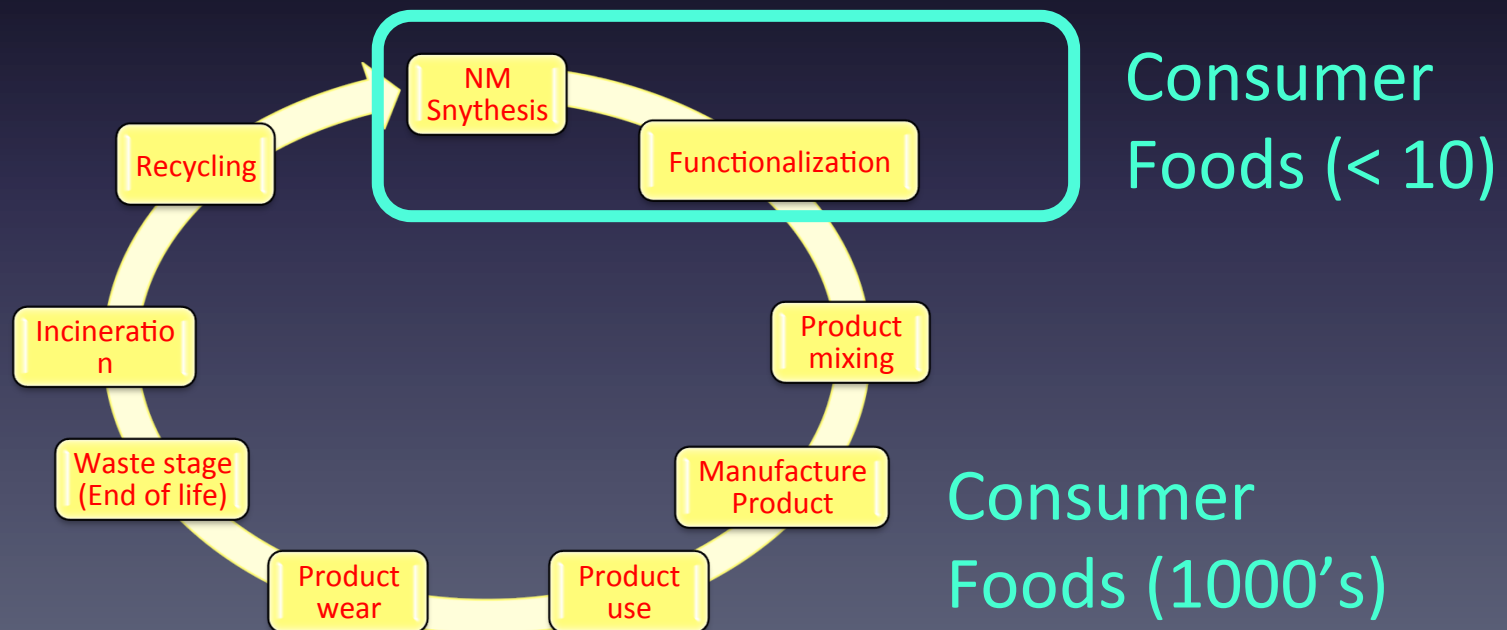 NM
Snythesis
Functionalization
Product
mixing
Manufacture
Product
Product
use
Product
wear
Waste stage
(End of life)
Incineratio
n
Recycling
Consumer
Foods (< 10)
Consumer
Foods (1000’s)